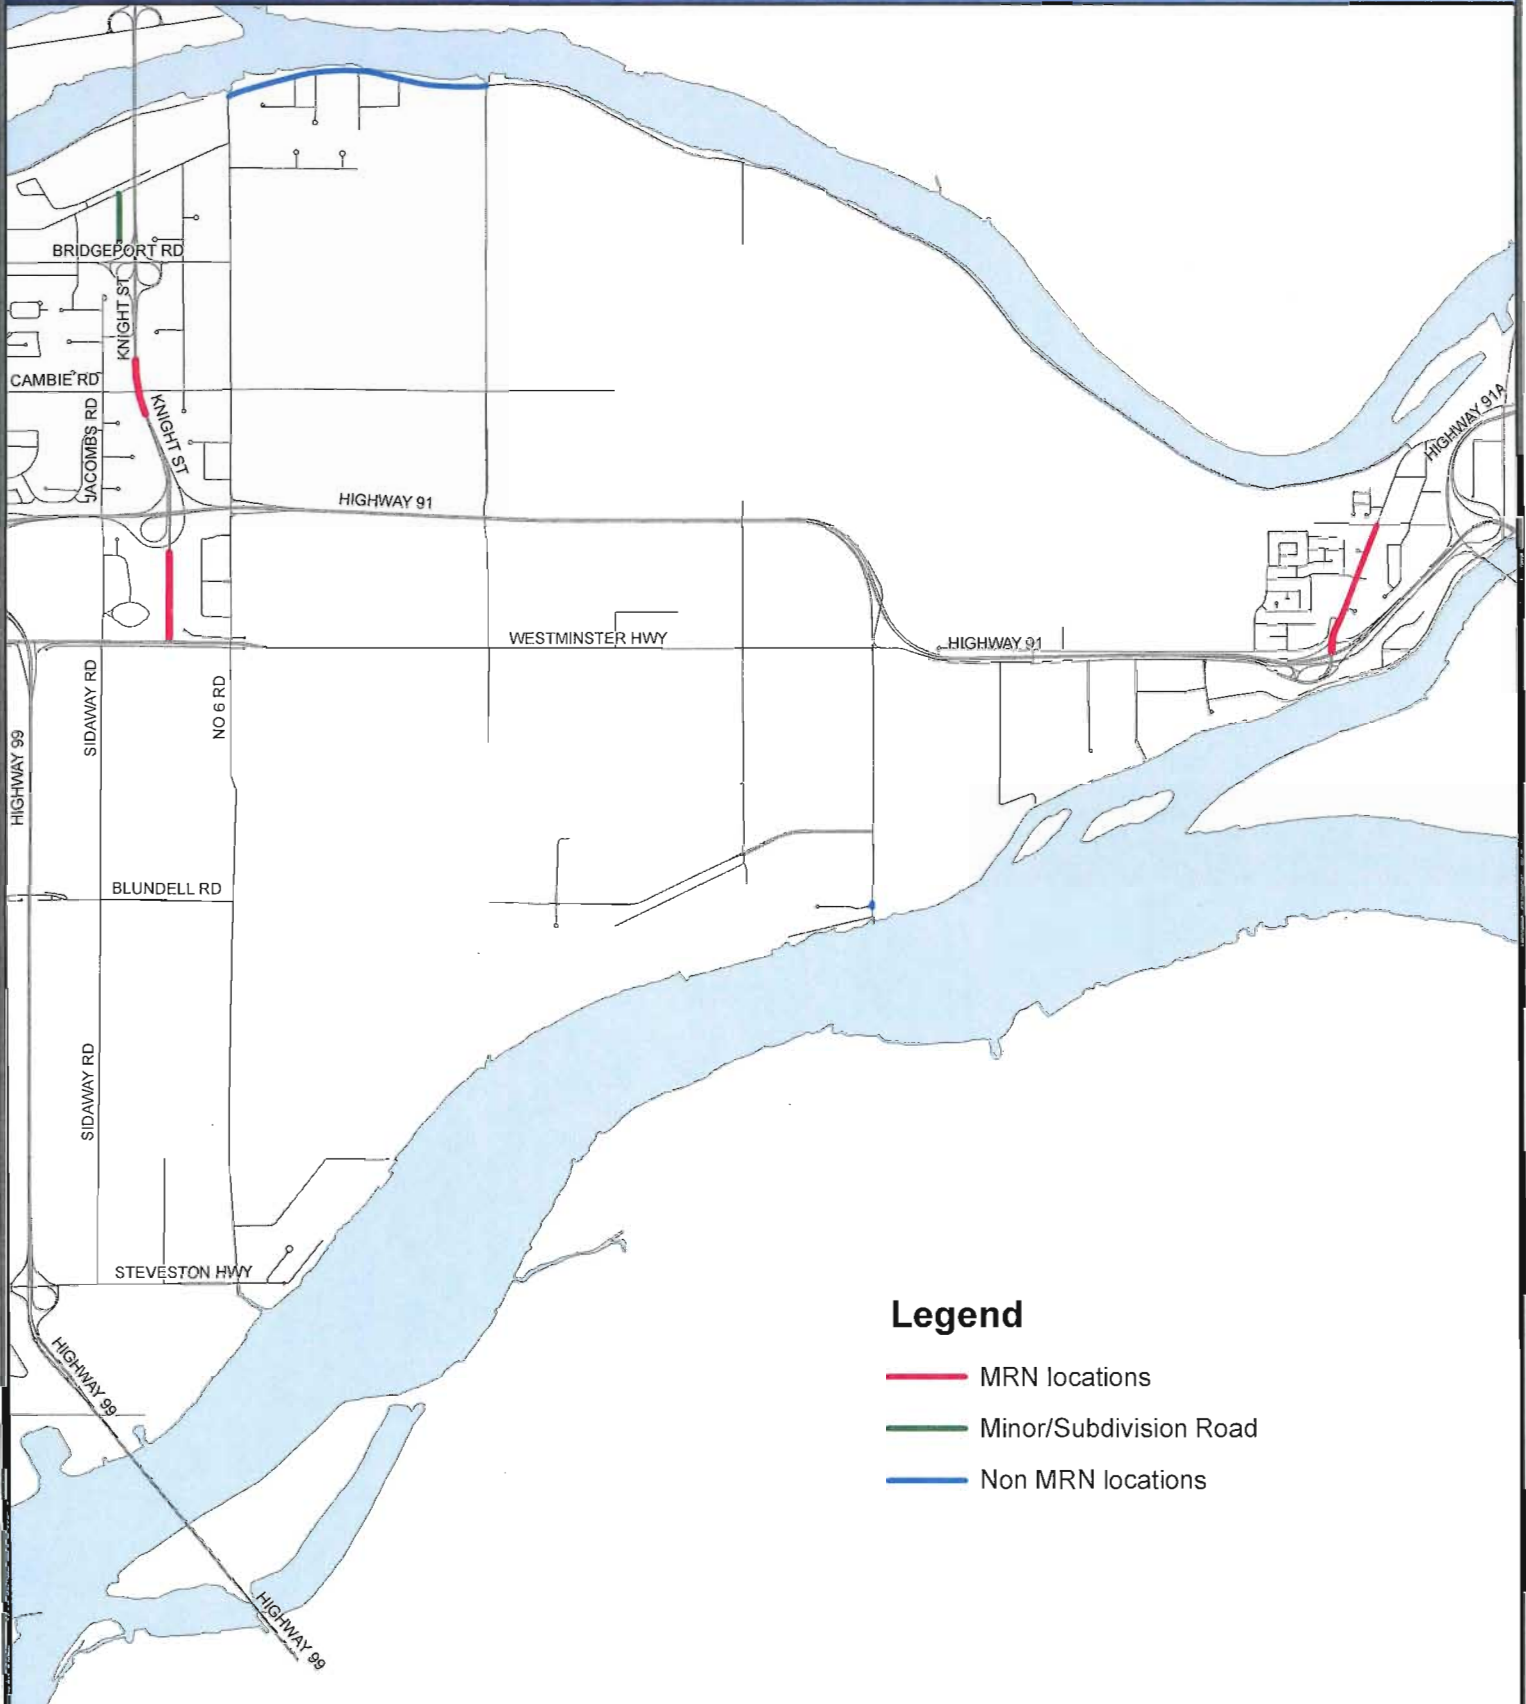 BRIDGEPORT RD
KNIGHT ST
CAMBIE RD
HIGHWAY 91A
KNIGHT ST
JACOMBS RD
HIGHWAY 91
WESTMINSTER HWY
HIGHWAY 91
SIDAWAY RD
NO 6 RD
HIGHWAY 99
BLUNDELL RD
SIDAWAY RD
STEVESTON HWY
HIGHWAY 99
HIGHWAY 99
Legend
MRN locations
Minor/Subdivision Road
Non MRN locations